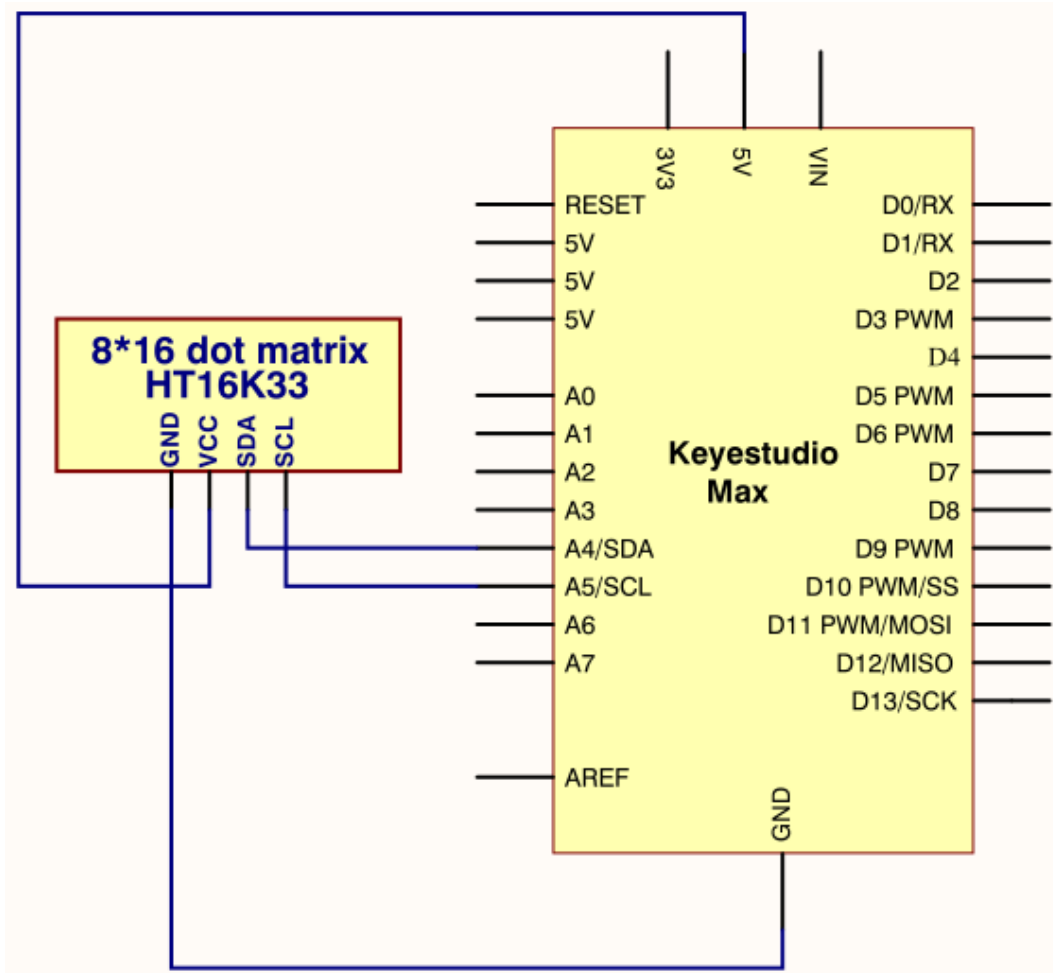 3V3
5V
VIN
RESET
5V
5V
5V
A0
A1
A2
A3
A4/SDA
A5/SCL
A6
A7
AREF
8*16 dot matrix
HT16K33
GND
VCC
SDA
SCL
Keyestudio
Max
D0/RX
D1/RX
D2
D3 PWM
D4
D5 PWM
D6 PWM
D7
D8
D9 PWM
D10 PWM/SS
D11 PWM/MOSI
D12/MISO
D13/SCK
GND